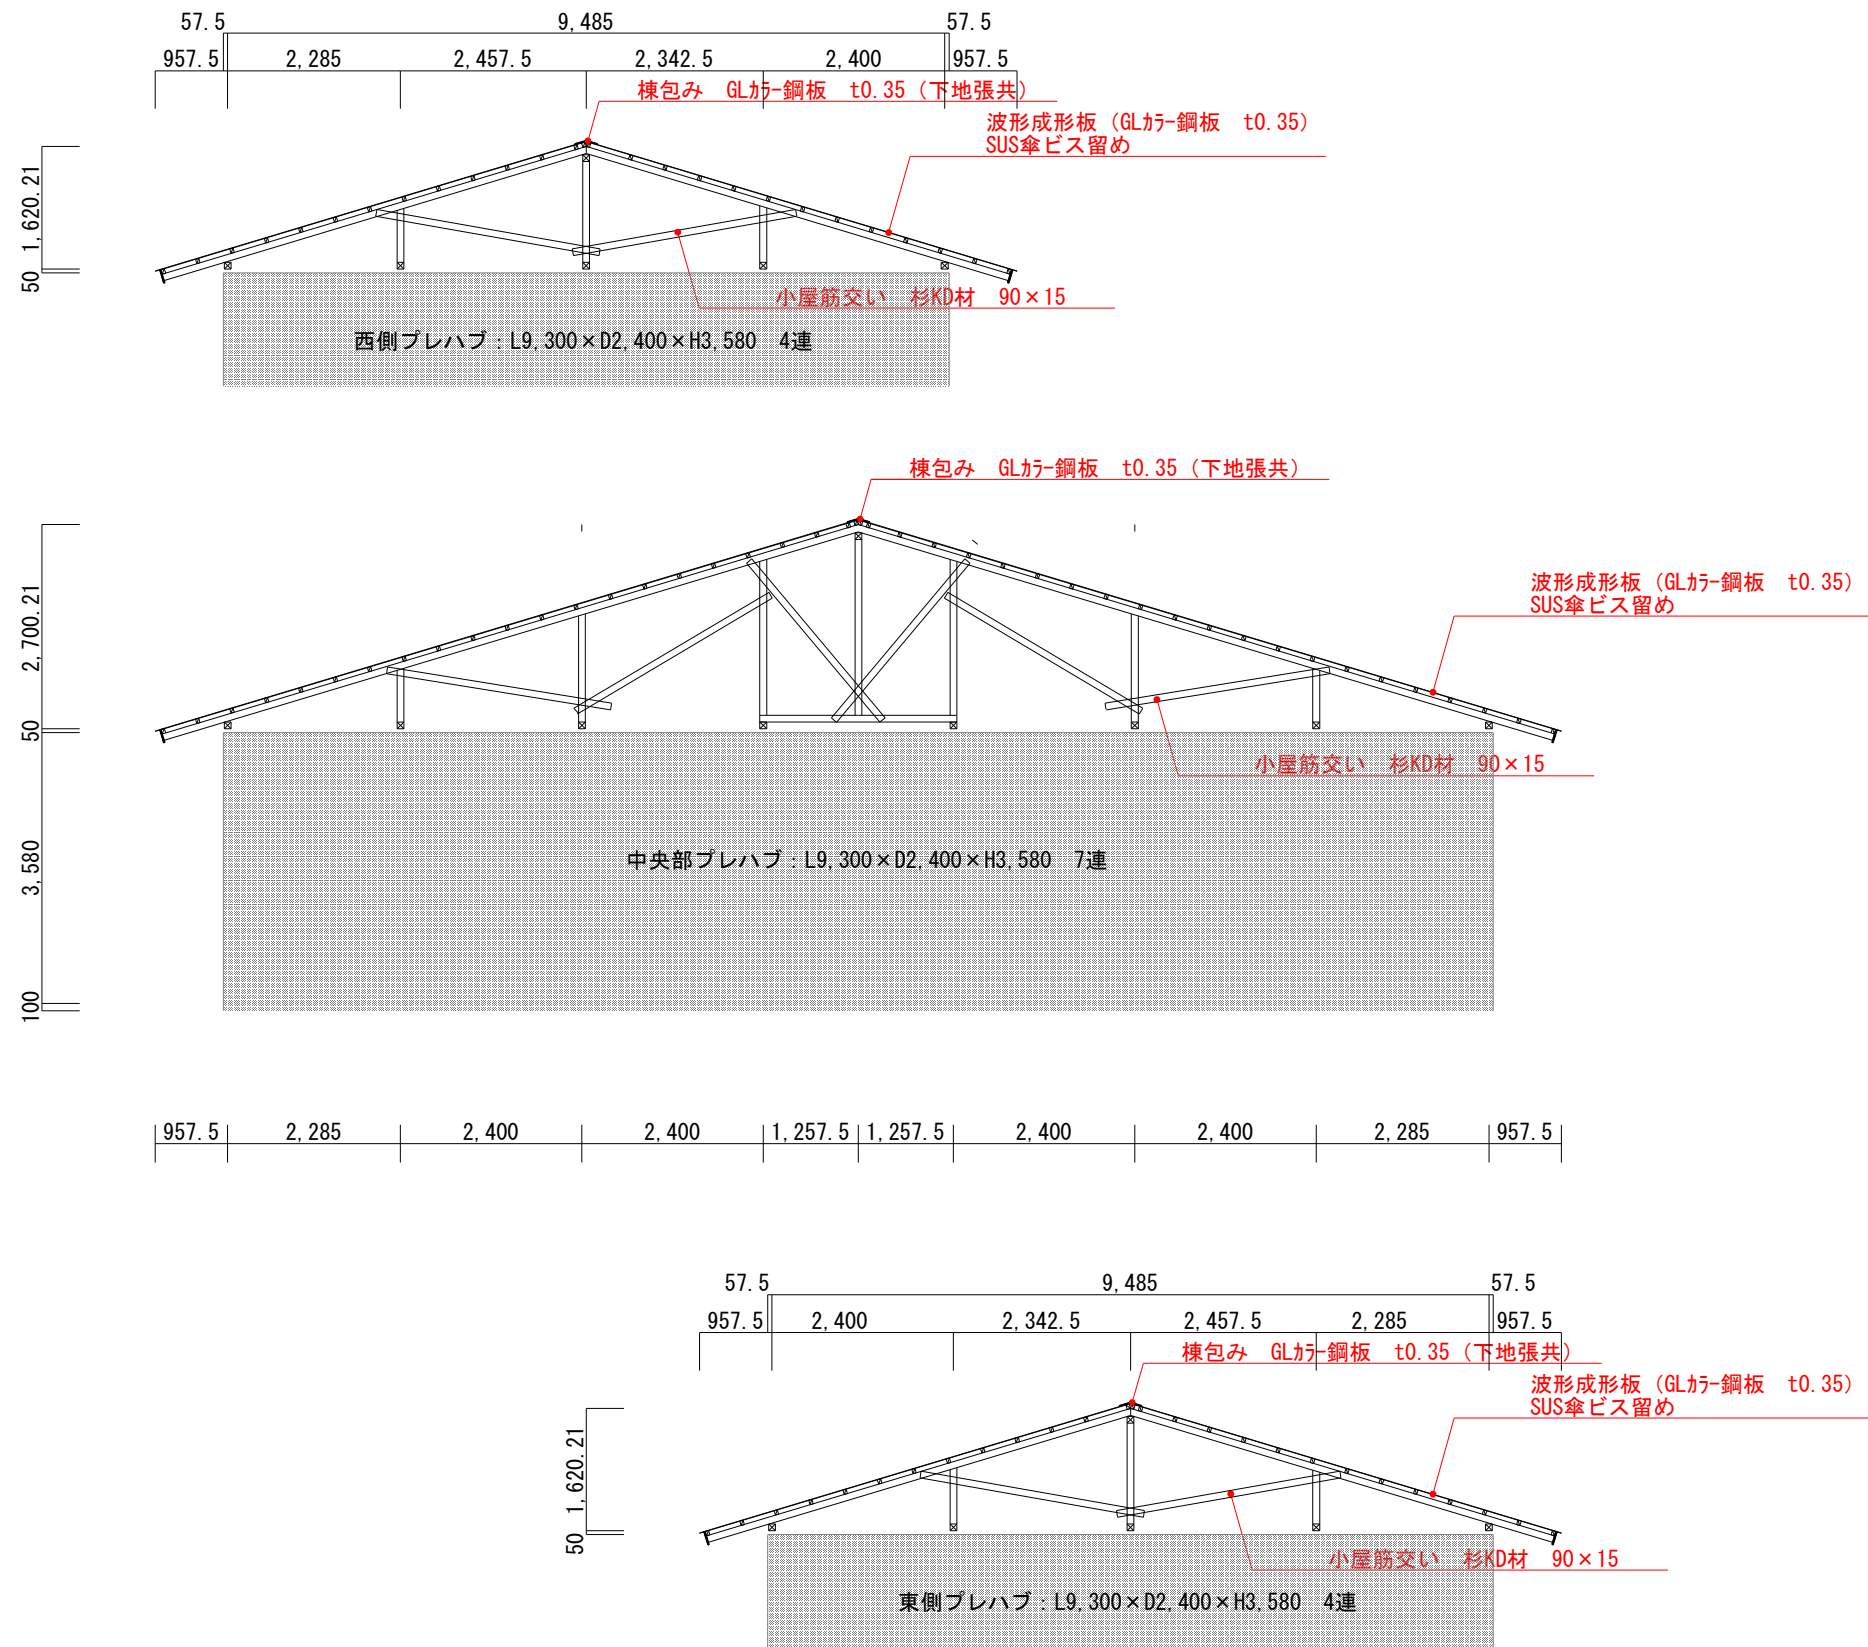 57.5 9,485 57.5
957.5 2,285 2,457.5 2,342.5 2,400 957.5
棟包み GLカラー鋼板 t0.35（下地張共）
波形成形板（GLカラー鋼板 t0.35）
SUS傘ビス留め
1,620.21
50
小屋筋交い 杉KD材 90×15
西側プレハブ：L9,300×D2,400×H3,580 4連
棟包み GLカラー鋼板 t0.35（下地張共）
波形成形板（GLカラー鋼板 t0.35）
SUS傘ビス留め
2,700.21
50
小屋筋交い 杉KD材 90×15
中央部プレハブ：L9,300×D2,400×H3,580 7連
3,580
100
957.5 2,285 2,400 2,400 1,257.5 1,257.5 2,400 2,400 2,285 957.5
57.5 9,485 57.5
957.5 2,400 2,342.5 2,457.5 2,285 957.5
棟包み GLカラー鋼板 t0.35（下地張共）
波形成形板（GLカラー鋼板 t0.35）
SUS傘ビス留め
1,620.21
50
小屋筋交い 杉KD材 90×15
東側プレハブ：L9,300×D2,400×H3,580 4連